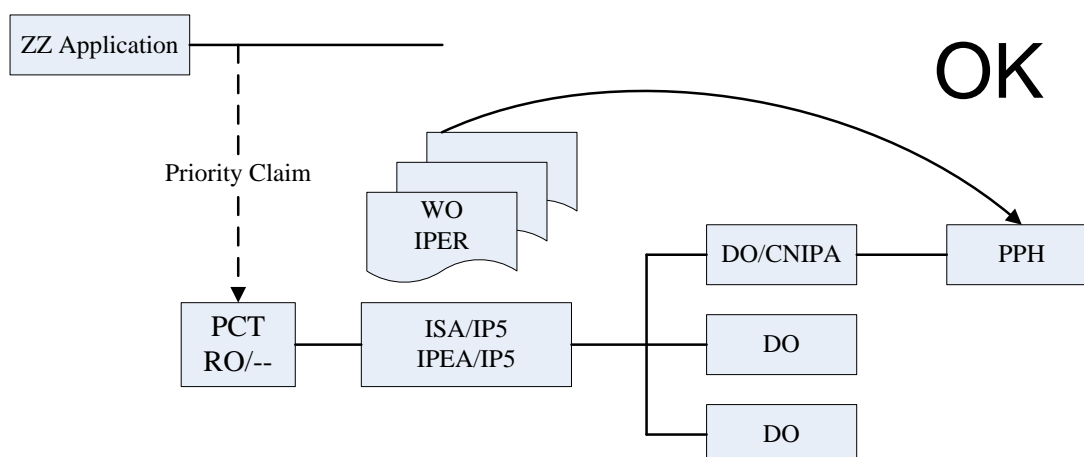 ZZ Application
OK
Priority Claim
WO
IPER
DO/CNIPA
PPH
PCT
RO/--
ISA/IP5
IPEA/IP5
DO
DO